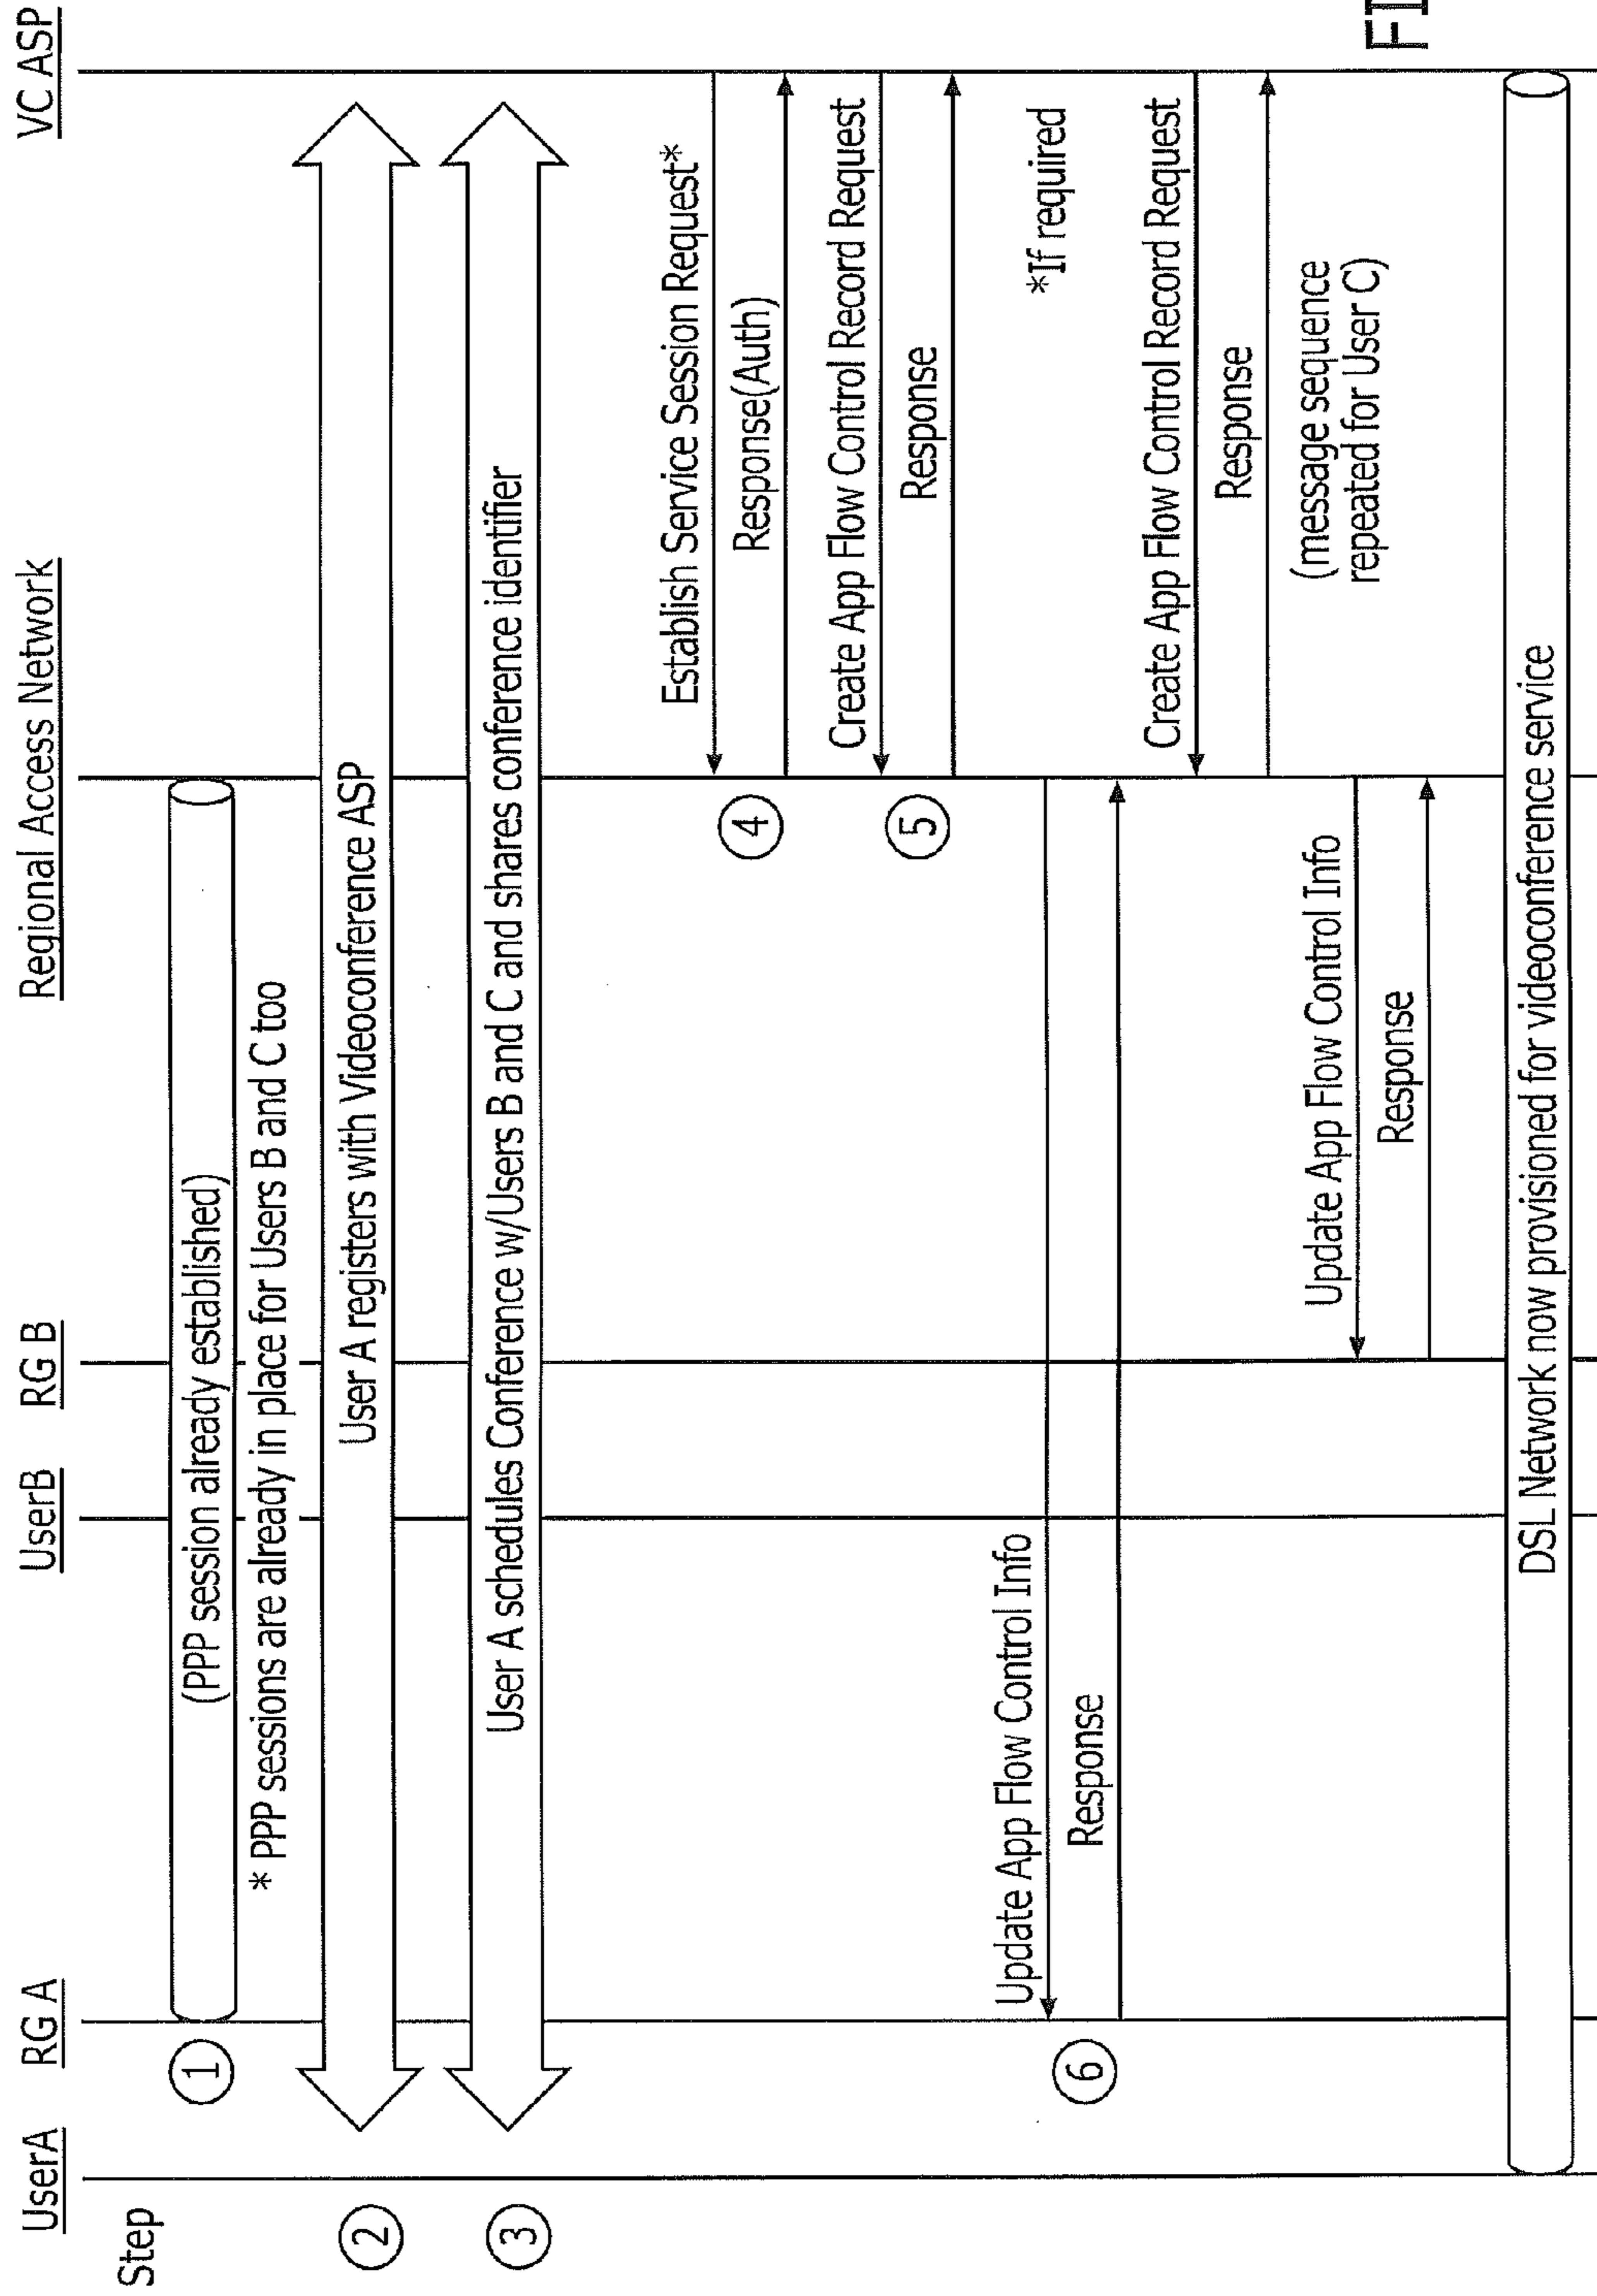 UserA
RG A
UserB
RG B
Regional Access Network
VC ASP
Step
1
(PPP session already established)
* PPP sessions are already in place for Users B and C too
2
User A registers with Videoconference ASP
3
User A schedules Conference w/Users B and C and shares conference identifier
Establish Service Session Request*
4
Response(Auth)
Create App Flow Control Record Request
5
Response
Update App Flow Control Info
*If required
6
Response
Create App Flow Control Record Request
Response
(message sequence
repeated for User C)
Update App Flow Control Info
Response
DSL Network now provisioned for videoconference service